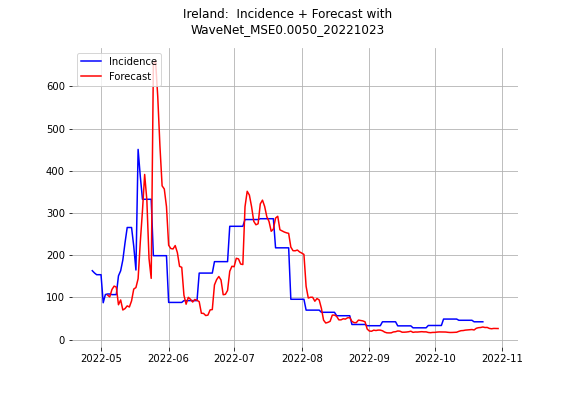 Ireland:  Incidence + Forecast with
WaveNet_MSE0.0050_20221023
Incidence
Forecast
600
500
400
300
200
100
0
2022-05 2022-06 2022-07 2022-08 2022-09 2022-10 2022-11